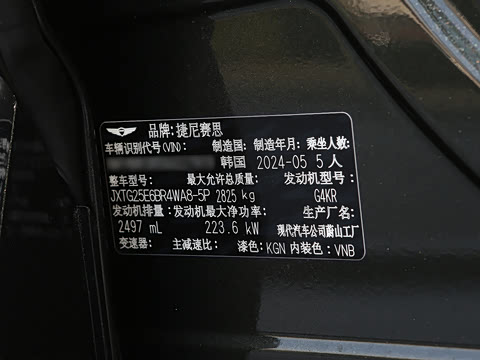 品牌:捷尼赛思
车辆识别代号(VIN): 制造国: 制造年月: 乘坐人数:
韩国 2024-05 5人
整车型号: 最大允许总质量: 发动机型号:
JXTG25E6BR4WA8-5P 2825 kg G4KR
发动机排量: 发动机最大净功率: 生产厂名:
2497 mL 223.6 kW 现代汽车公司蔚山工厂
变速器: 主减速比: 漆色: KGN 内装色: VNB